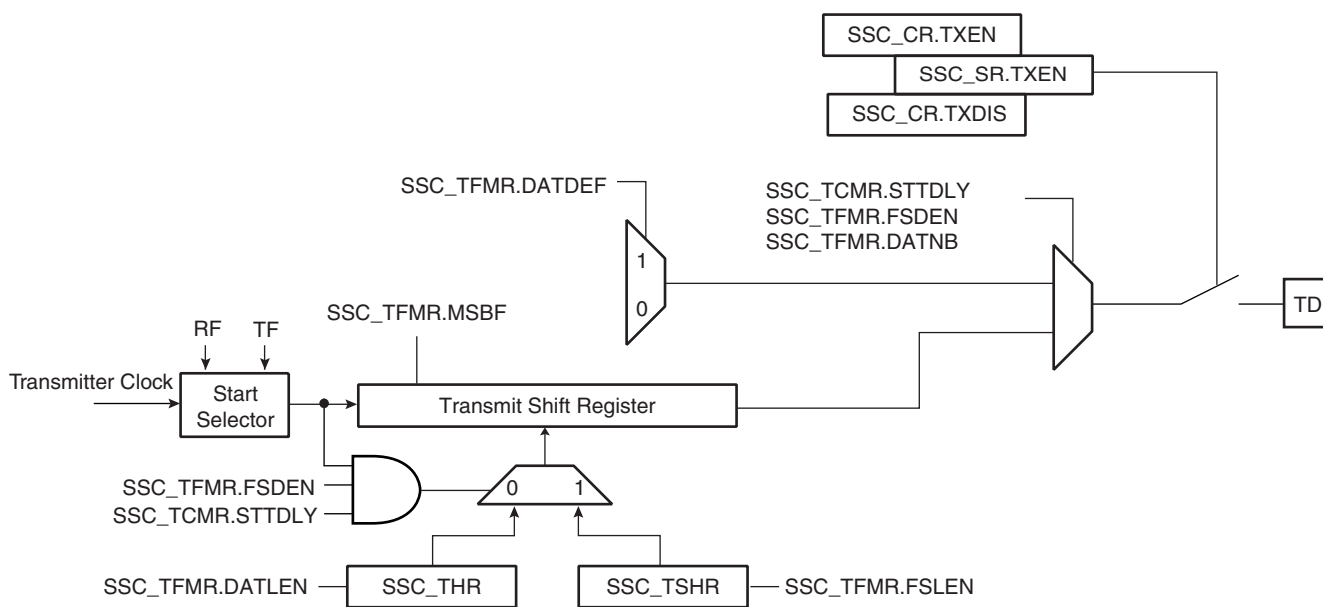 SSC_CR.TXEN
SSC_SR.TXEN
SSC_CR.TXDIS
SSC_TFMR.DATDEF
SSC_TCMR.STTDLY
SSC_TFMR.FSDEN
SSC_TFMR.DATNB
1
0
TD
SSC_TFMR.MSBF
RF TF
Transmitter Clock
Start
Selector
Transmit Shift Register
SSC_TFMR.FSDEN
SSC_TCMR.STTDLY
0 1
SSC_TFMR.DATLEN
SSC_THR
SSC_TSHR
SSC_TFMR.FSLEN